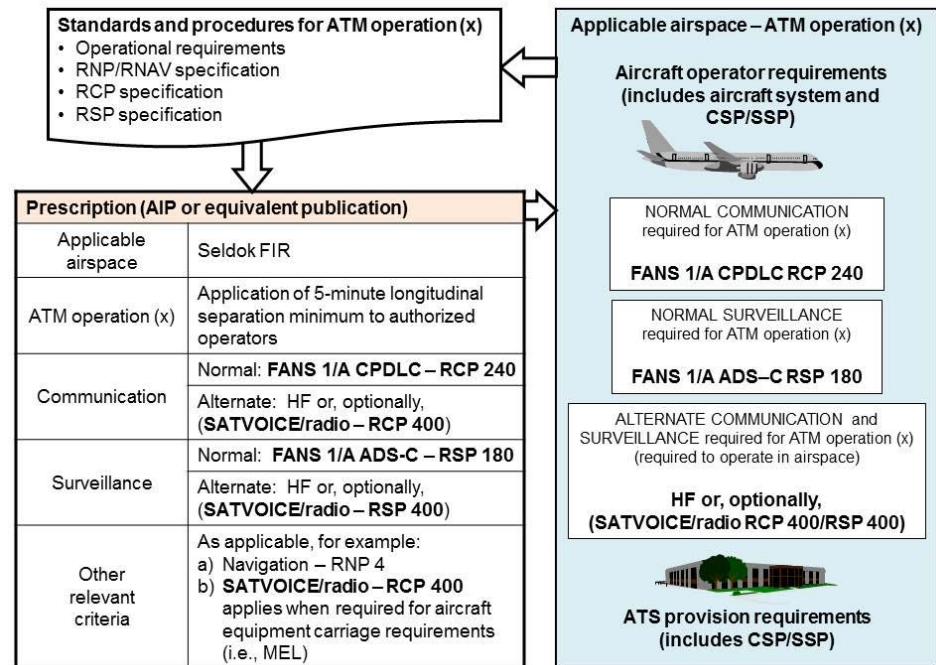 Standards and procedures for ATM operation (x)
• Operational requirements
• RNP/RNAV specification
• RCP specification
• RSP specification
Prescription (AIP or equivalent publication)
Applicable
airspace
Seldok FIR
ATM operation (x)
Application of 5-minute longitudinal
separation minimum to authorized
operators
Communication
Normal: FANS 1/A CPDLC – RCP 240
Alternate: HF or, optionally,
(SATVOICE/radio – RCP 400)
Surveillance
Normal: FANS 1/A ADS-C – RSP 180
Alternate: HF or, optionally,
(SATVOICE/radio – RSP 400)
Other
relevant
criteria
As applicable, for example:
a) Navigation – RNP 4
b) SATVOICE/radio – RCP 400
applies when required for aircraft
equipment carriage requirements
(i.e., MEL)
Applicable airspace – ATM operation (x)
Aircraft operator requirements
(includes aircraft system and
CSP/SSP)
NORMAL COMMUNICATION
required for ATM operation (x)
FANS 1/A CPDLC RCP 240
NORMAL SURVEILLANCE
required for ATM operation (x)
FANS 1/A ADS–C RSP 180
ALTERNATE COMMUNICATION and
SURVEILLANCE required for ATM operation (x)
(required to operate in airspace)
HF or, optionally,
(SATVOICE/radio RCP 400/RSP 400)
ATS provision requirements
(includes CSP/SSP)